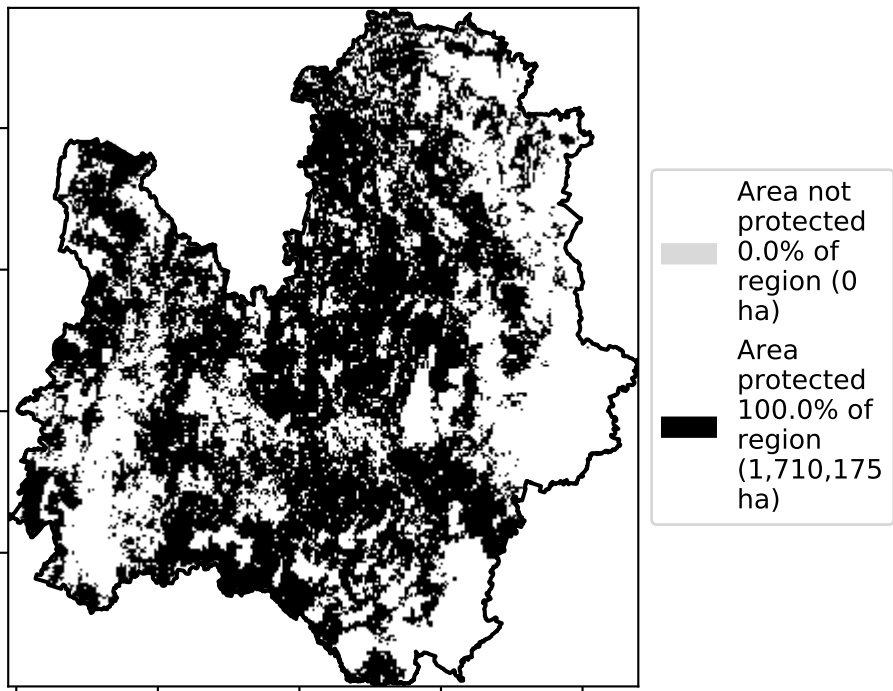 Area not
protected
0.0% of
region (0
ha)
Area
protected
100.0% of
region
(1,710,175
ha)